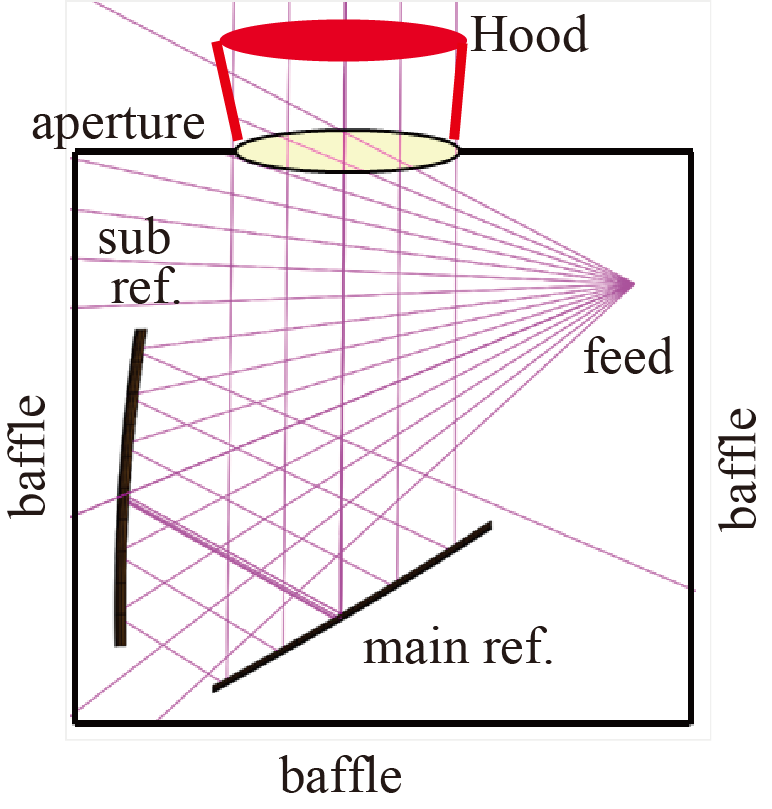 Hood
aperture
sub
ref.
feed
baffle
baffle
main ref.
baffle